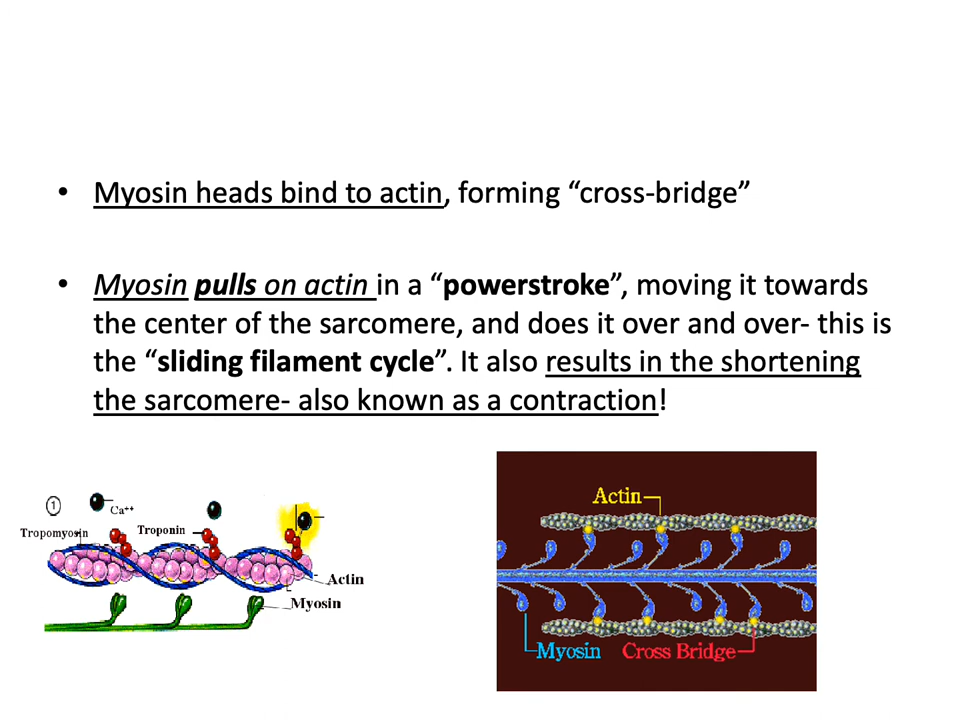 • Myosin heads bind to actin, forming “cross-bridge”
• Myosin pulls on actin in a “powerstroke”, moving it towards
the center of the sarcomere, and does it over and over- this is
the “sliding filament cycle”. It also results in the shortening
the sarcomere- also known as a contraction!
1
Ca++
Tropomyosin
Troponin
Actin
Myosin
Actin
Myosin
Cross Bridge